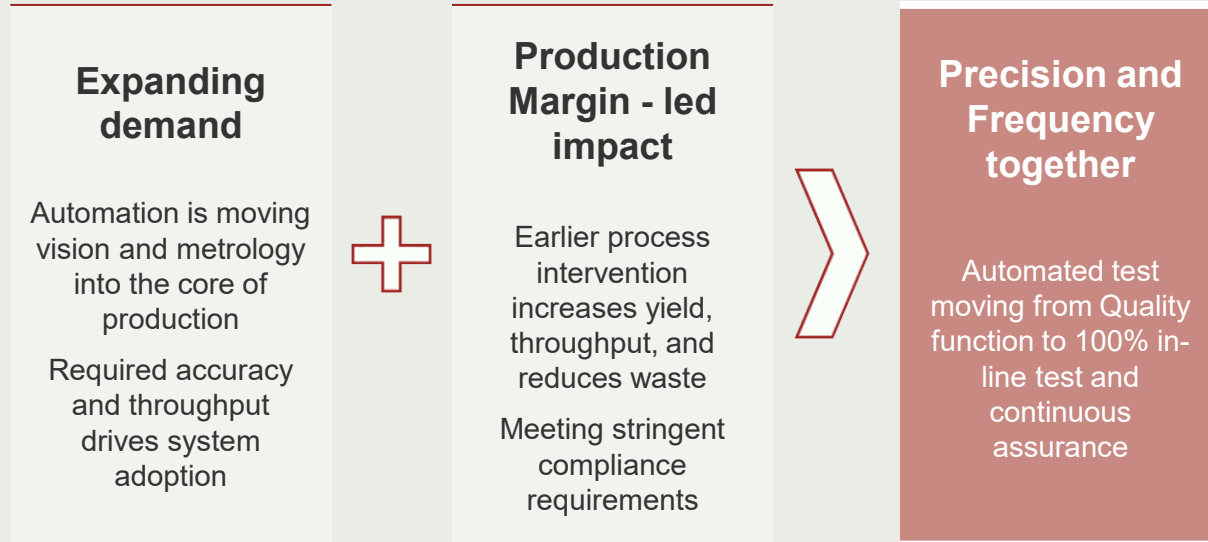 Expanding
demand
Automation is moving
vision and metrology
into the core of
production
Required accuracy
and throughput
drives system
adoption
Production
Margin - led
impact
Earlier process
intervention
increases yield,
throughput, and
reduces waste
Meeting stringent
compliance
requirements
Precision and
Frequency
together
Automated test
moving from Quality
function to 100% in-
line test and
continuous
assurance